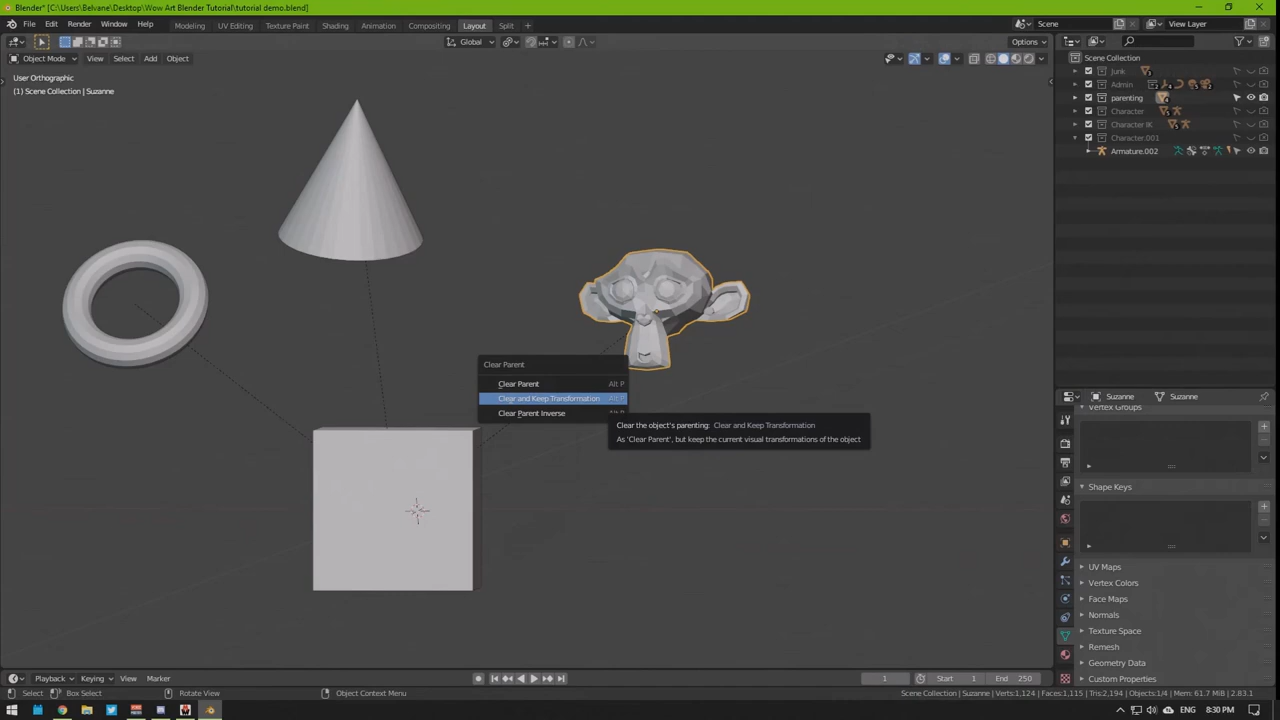 Blender* [C:\Users\Belvane\Desktop\Wow Art Blender Tutorial\tutorial demo.blend]
File Edit Render Window Help Modeling UV Editing Texture Paint Shading Animation Rendering Compositing Layout Split + Scene View Layer
Global Options
Object Mode View Select Add Object
User Orthographic
(1) Scene Collection | Suzanne
Scene Collection
Junk
Admin
parenting
Character
Character IK
Character.001
Armature.002
Clear Parent
Clear Parent Alt P
Clear and Keep Transformation Alt P
Clear Parent Inverse Alt P
Clear the object's parenting: Clear and Keep Transformation
As 'Clear Parent', but keep the current visual transformations of the object
Suzanne Suzanne
Vertex Groups
Shape Keys
UV Maps
Vertex Colors
Face Maps
Normals
Texture Space
Remesh
Geometry Data
Custom Properties
Playback Keying View Marker 1 Start 1 End 250
Select Box Select Rotate View Object Context Menu Scene Collection | Suzanne | Verts:1,124 | Faces:1,115 | Tris:2,194 | Objects:1/4 | Mem: 61.7 MiB | 2.83.1
ENG 8:30 PM